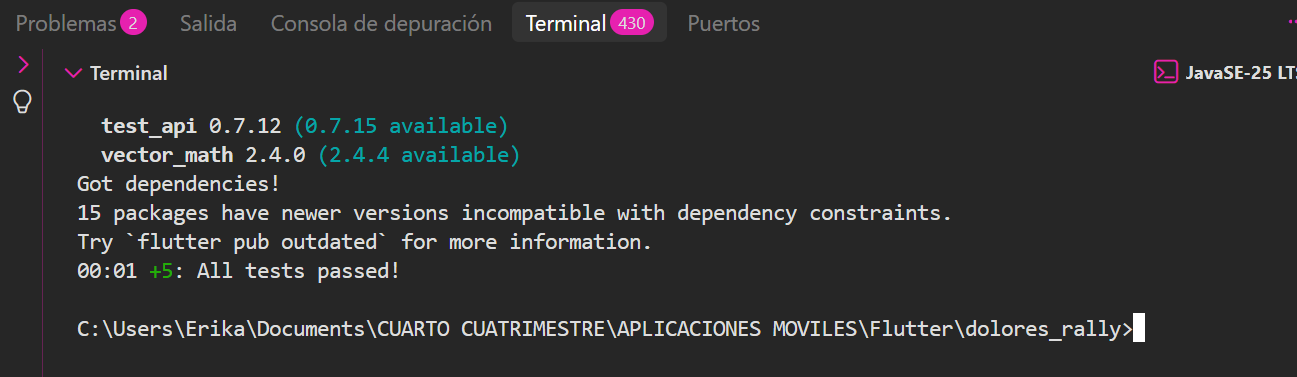 Problemas 2 Salida Consola de depuración Terminal 430 Puertos
Terminal JavaSE-25 LTS
test_api 0.7.12 (0.7.15 available)
vector_math 2.4.0 (2.4.4 available)
Got dependencies!
15 packages have newer versions incompatible with dependency constraints.
Try `flutter pub outdated` for more information.
00:01 +5: All tests passed!
C:\Users\Erika\Documents\CUARTO CUATRIMESTRE\APLICACIONES MOVILES\Flutter\dolores_rally>